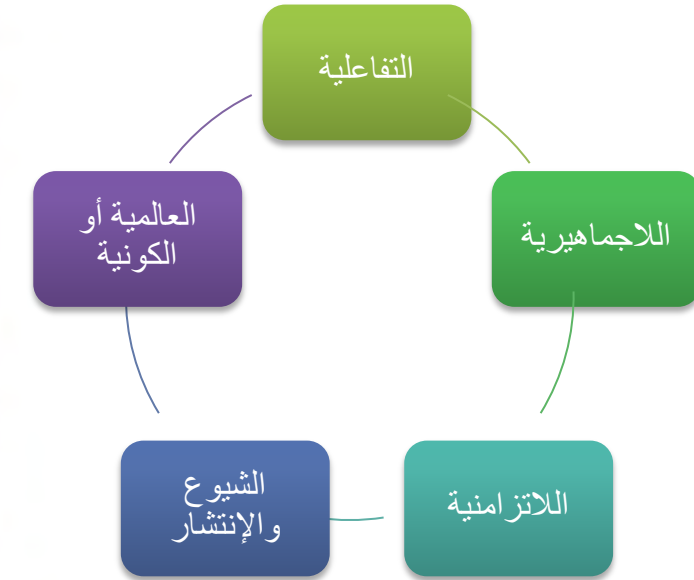 التفاعلية
اللاجماهيرية
اللاتزامنية
الشيوع
والإنتشار
العالمية أو
الكونية